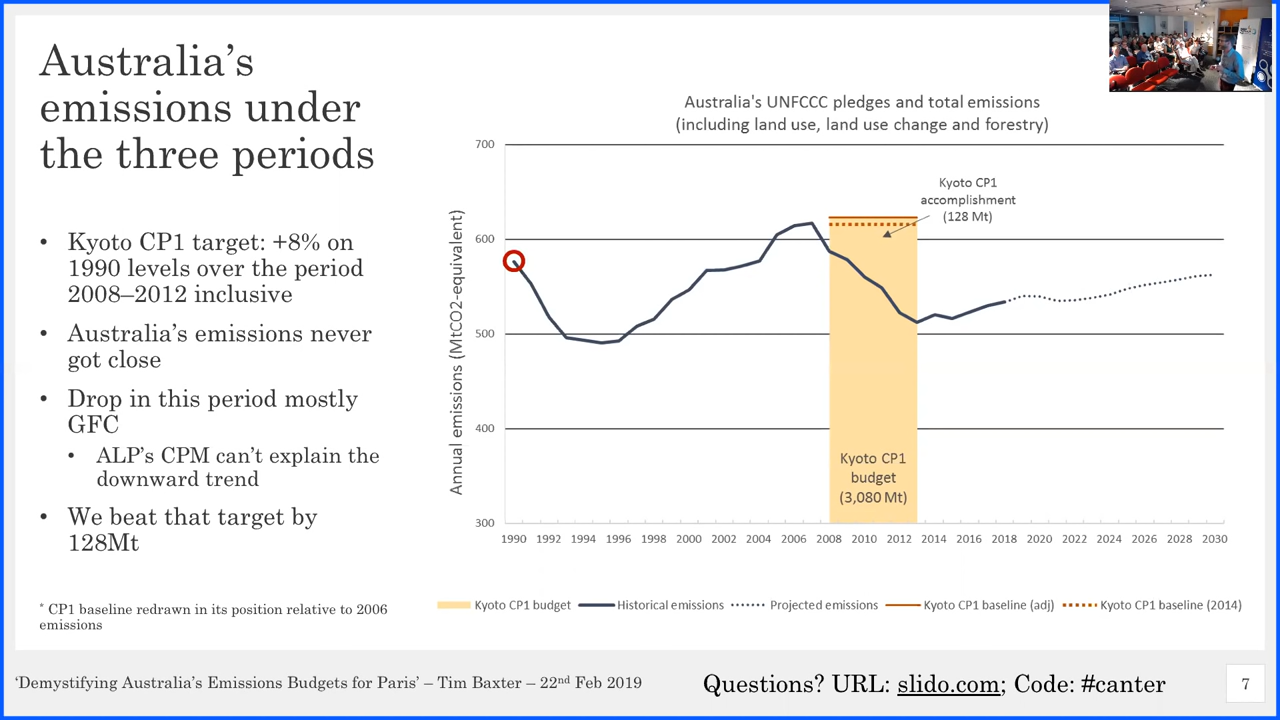 Australia's
emissions under
the three periods
• Kyoto CP1 target: +8% on
1990 levels over the period
2008–2012 inclusive
• Australia's emissions never
got close
• Drop in this period mostly
GFC
• ALP's CPM can't explain the
downward trend
• We beat that target by
128Mt
* CP1 baseline redrawn in its position relative to 2006
emissions
Australia's UNFCCC pledges and total emissions
(including land use, land use change and forestry)
Annual emissions (MtCO2-equivalent)
700
600
500
400
300
Kyoto CP1
accomplishment
(128 Mt)
Kyoto CP1
budget
(3,080 Mt)
1990 1992 1994 1996 1998 2000 2002 2004 2006 2008 2010 2012 2014 2016 2018 2020 2022 2024 2026 2028 2030
Kyoto CP1 budget Historical emissions Projected emissions Kyoto CP1 baseline (adj) Kyoto CP1 baseline (2014)
'Demystifying Australia's Emissions Budgets for Paris' – Tim Baxter – 22nd Feb 2019
Questions? URL: slido.com; Code: #canter
7